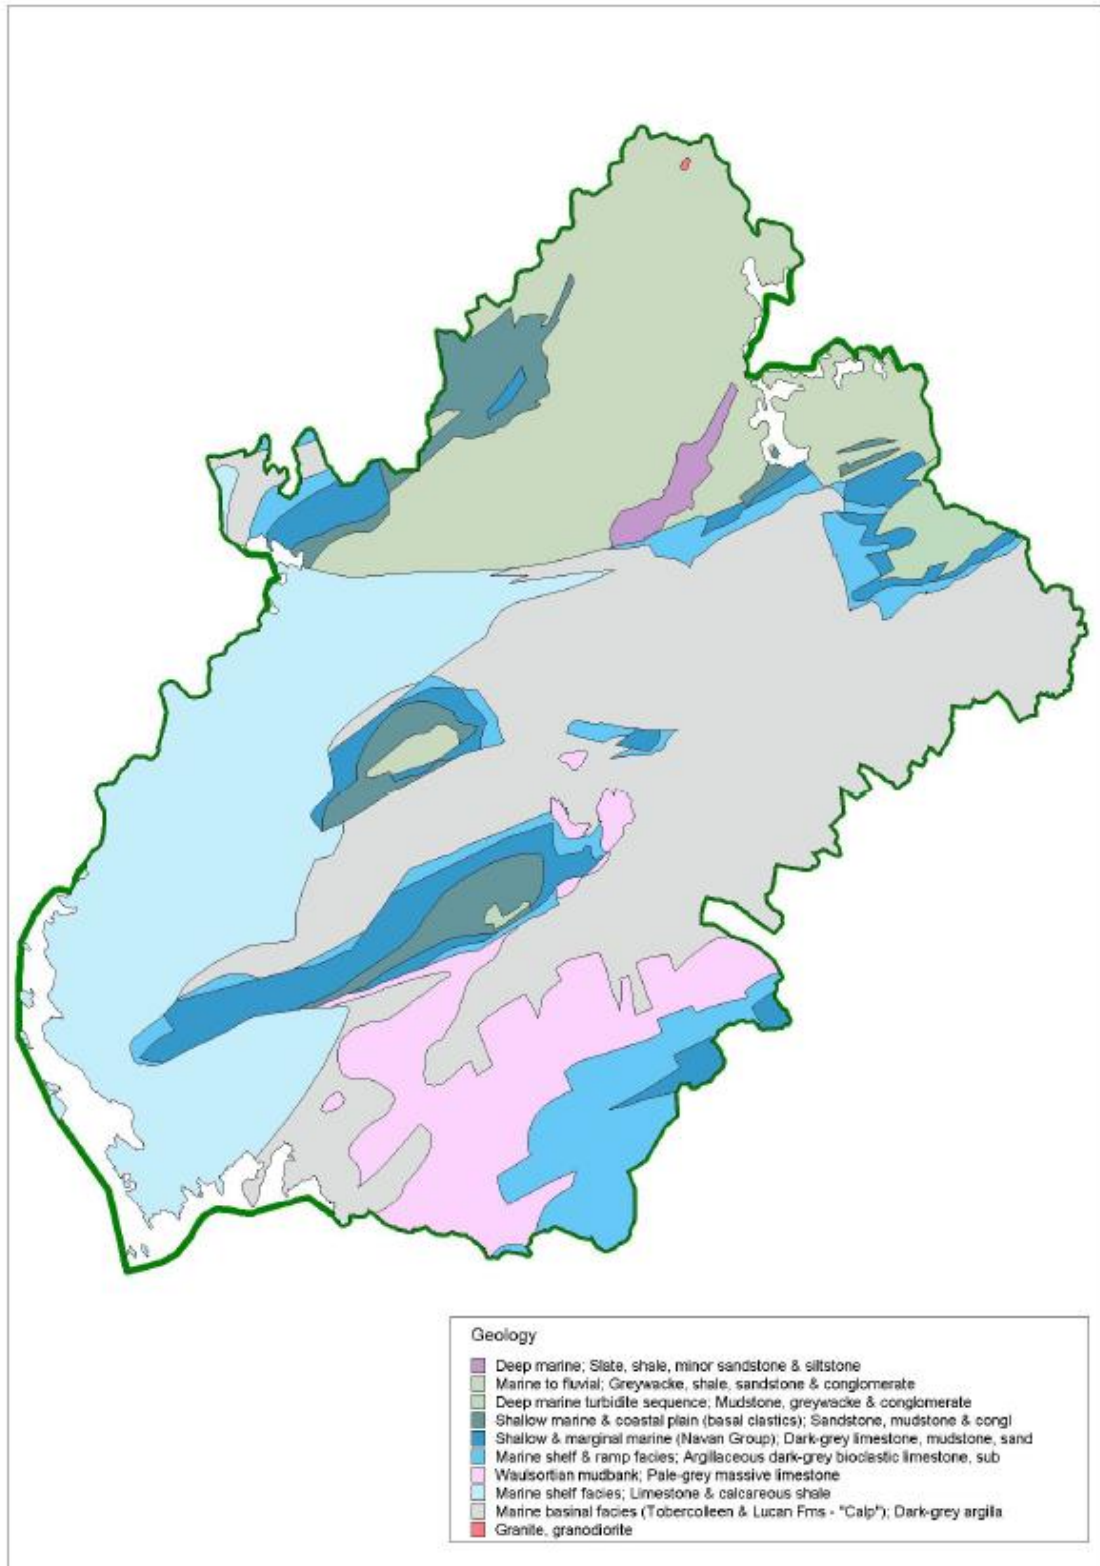 Geology
Deep marine; Slate, shale, minor sandstone & siltstone
Marine to fluvial; Greywacke, shale, sandstone & conglomerate
Deep marine turbidite sequence; Mudstone, greywacke & conglomerate
Shallow marine & coastal plain (basal clastics); Sandstone, mudstone & congl
Shallow & marginal marine (Navan Group); Dark-grey limestone, mudstone, sand
Marine shelf & ramp facies; Argillaceous dark-grey bioclastic limestone, sub
Waulsortian mudbank; Pale-grey massive limestone
Marine shelf facies; Limestone & calcareous shale
Marine basinal facies (Tobercolleen & Lucan Fms - "Calp"); Dark-grey argilla
Granite, granodiorite